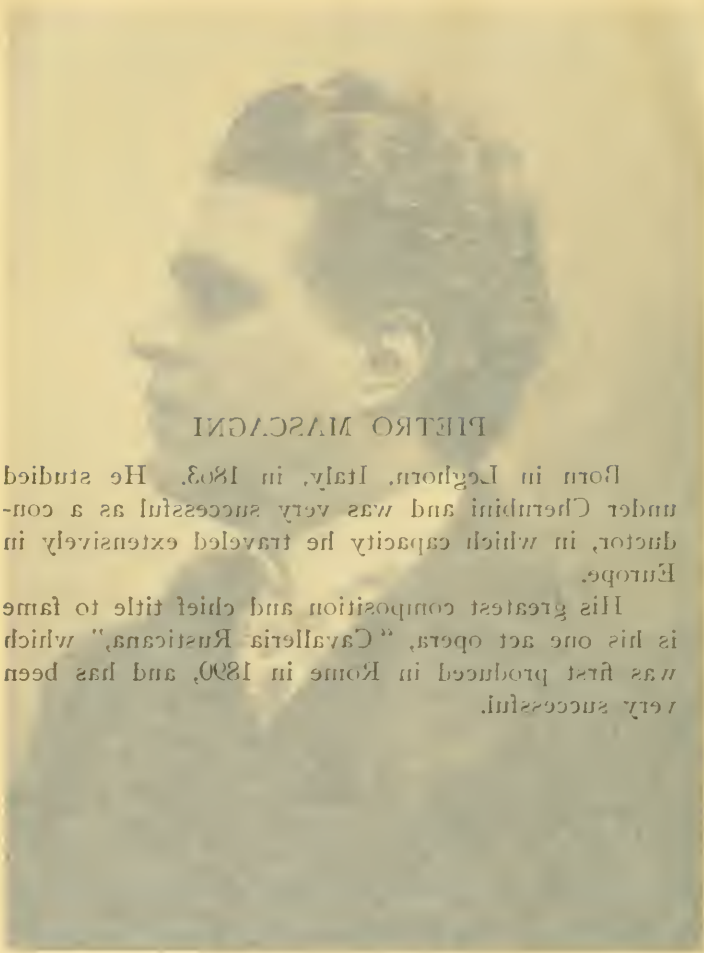 PIETRO MASCAGNI
Born in Leghorn, Italy, in 1863. He studied
under Cherubini and was very successful as a con-
ductor, in which capacity he traveled extensively in
Europe.
His greatest composition and chief title to fame
is his one act opera, “Cavalleria Rusticana,” which
was first produced in Rome in 1890, and has been
very successful.